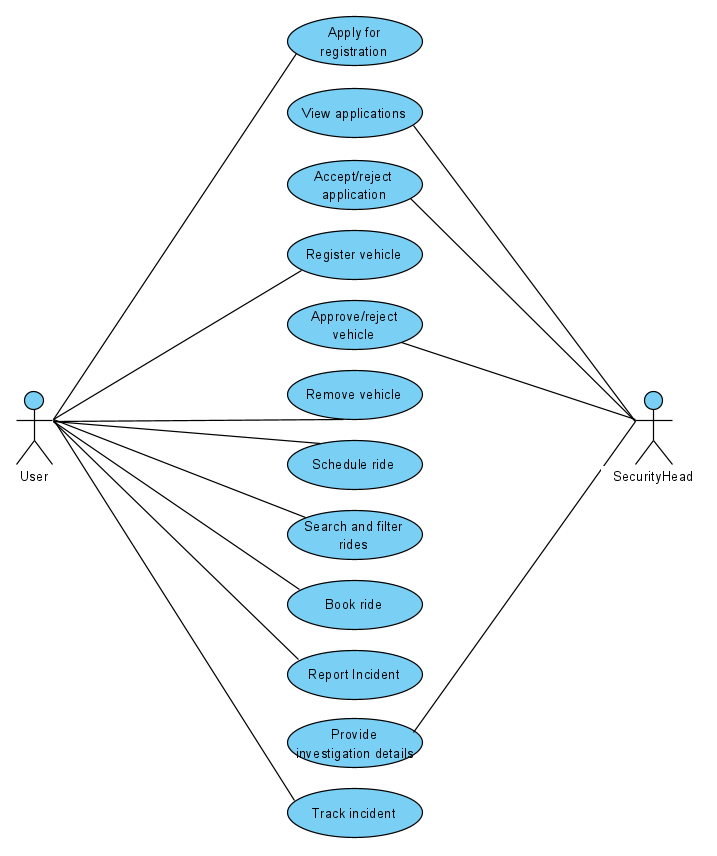 Apply for
registration
View applications
Accept/reject
application
Register vehicle
Approve/reject
vehicle
Remove vehicle
User
Schedule ride
SecurityHead
Search and filter
rides
Book ride
Report Incident
Provide
investigation details
Track incident